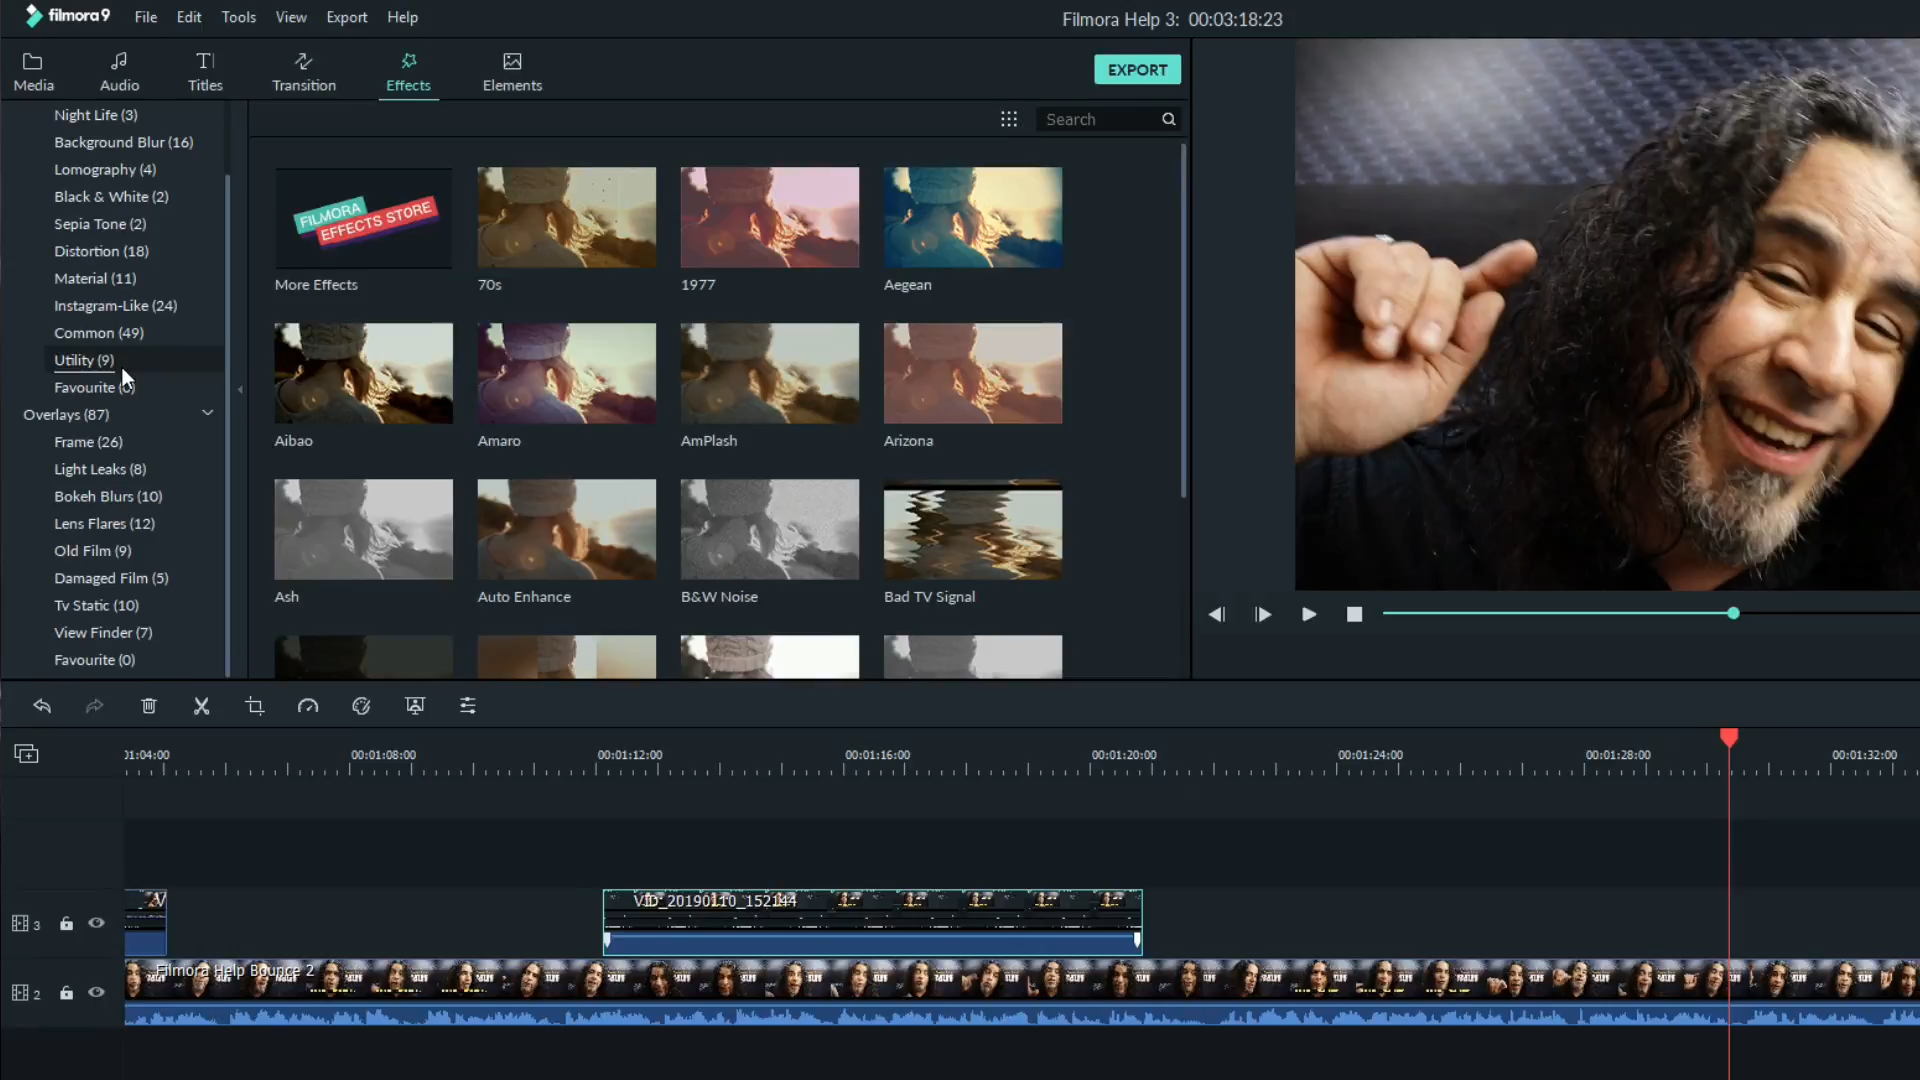 filmora9 File Edit Tools View Export Help
Filmora Help 3: 00:03:18:23
Media Audio Titles Transition Effects Elements
EXPORT
Search
Night Life (3)
Background Blur (16)
Lomography (4)
Black & White (2)
Sepia Tone (2)
Distortion (18)
Material (11)
Instagram-Like (24)
Common (49)
Utility (9)
Favourite
Overlays (87)
Frame (26)
Light Leaks (8)
Bokeh Blurs (10)
Lens Flares (12)
Old Film (9)
Damaged Film (5)
Tv Static (10)
View Finder (7)
Favourite (0)
FILMORA
EFFECTS STORE
More Effects 70s 1977 Aegean
Aibao Amaro AmPlash Arizona
Ash Auto Enhance B&W Noise Bad TV Signal
01:04:00 00:01:08:00 00:01:12:00 00:01:16:00 00:01:20:00 00:01:24:00 00:01:28:00 00:01:32:00
3
V
VID_20190110_152144
2
Filmora Help Bounce 2